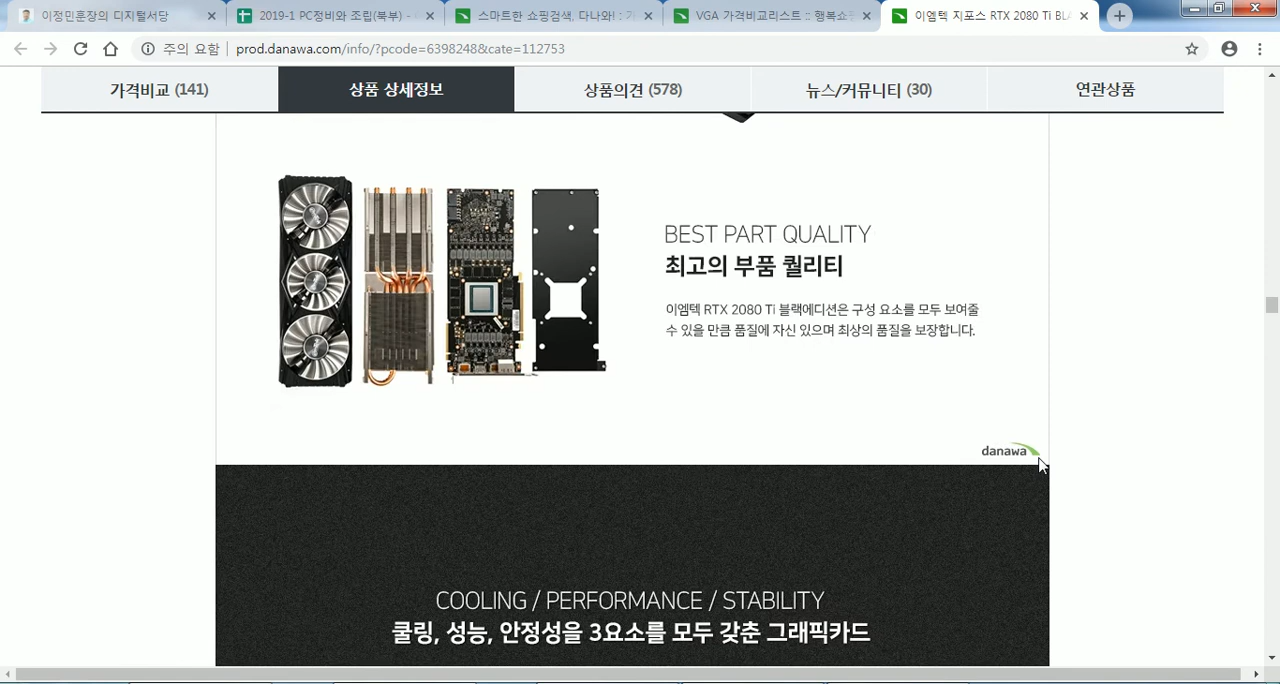 이정민훈장의 디지털서당
2019-1 PC정비와 조립(북부) -
스마트한 쇼핑검색, 다나와! :
VGA 가격비교리스트 :: 행복쇼핑
이엠텍 지포스 RTX 2080 Ti BLA
주의 요함
prod.danawa.com/info/?pcode=6398248&cate=112753
가격비교 (141)
상품 상세정보
상품의견 (578)
뉴스/커뮤니티 (30)
연관상품
BEST PART QUALITY
최고의 부품 퀄리티
이엠텍 RTX 2080 Ti 블랙에디션은 구성 요소를 모두 보여줄
수 있을 만큼 품질에 자신 있으며 최상의 품질을 보장합니다.
danawa
COOLING / PERFORMANCE / STABILITY
쿨링, 성능, 안정성을 3요소를 모두 갖춘 그래픽카드